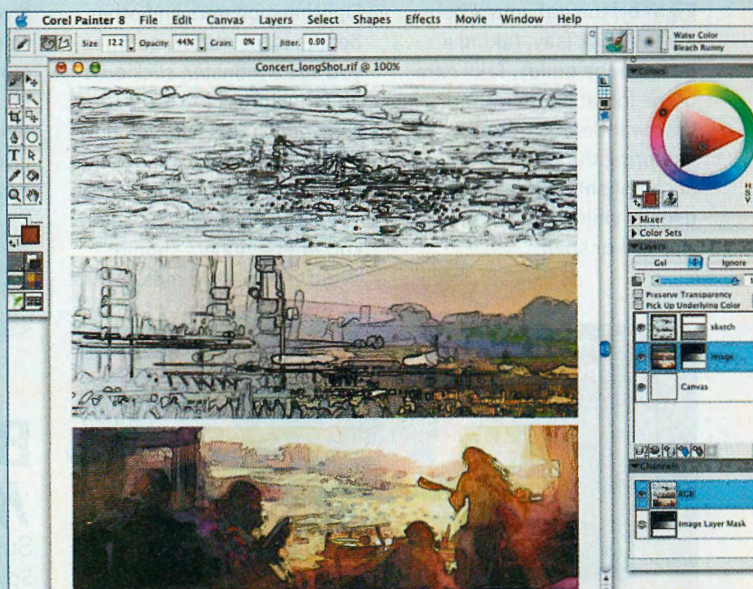 Corel Painter 8 File Edit Canvas Layers Select Shapes Effects Movie Window Help
Size: 12.2 Opacity: 44% Grain: 0% Jitter: 0.00
Water Color
Bleach Runny
Concert_longShot.rif @ 100%
Colors
H
S
V
Mixer
Color Sets
Layers
Gel Ignore
Preserve Transparency
Pick Up Underlying Color
sketch
image
Canvas
Channels
RGB
Image Layer Mask
T